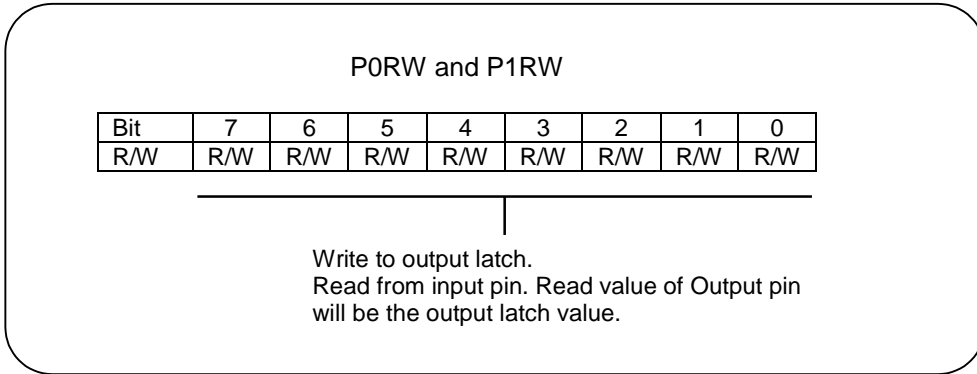 P0RW and P1RW
Bit 7 6 5 4 3 2 1 0
R/W R/W R/W R/W R/W R/W R/W R/W R/W
Write to output latch.
Read from input pin. Read value of Output pin
will be the output latch value.